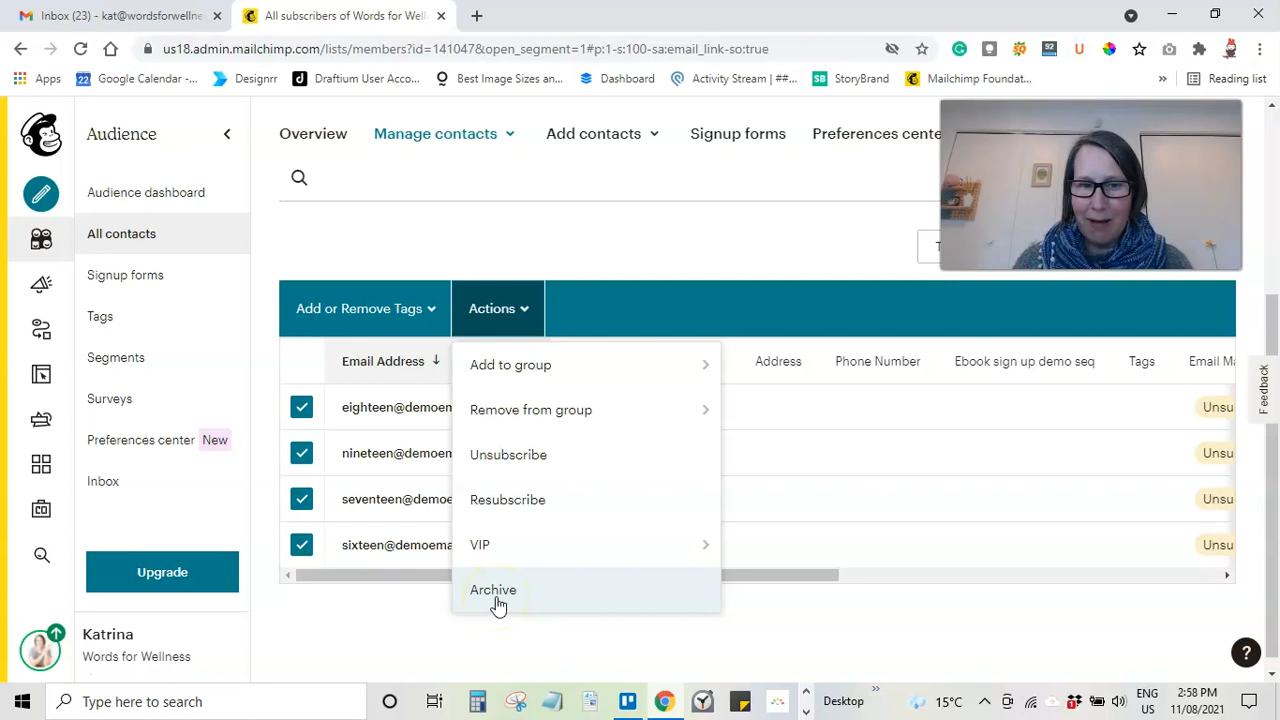 Inbox (23) - kat@wordsforwellne
All subscribers of Words for Well
us18.admin.mailchimp.com/lists/members?id=141047&open_segment=1#p:1-s:100-sa:email_link-so:true
92
Apps
22
Google Calendar -...
Designrr
Draftium User Acco...
Best Image Sizes an...
Dashboard
Activity Stream | ##...
SB
StoryBrand
Mailchimp Foundat...
»
Reading list
Audience
Overview
Manage contacts
Add contacts
Signup forms
Preferences cente
Audience dashboard
All contacts
Signup forms
Tags
Segments
Surveys
Preferences center New
Inbox
Upgrade
Katrina
Words for Wellness
Add or Remove Tags
Actions
Email Address
Address
Phone Number
Ebook sign up demo seq
Tags
Email Ma
Add to group
Remove from group
Unsubscribe
Resubscribe
VIP
Archive
eighteen@demoem
Unsu
nineteen@demoem
Unsu
seventeen@demoe
Unsu
sixteen@demoema
Unsu
Feedback
?
Type here to search
Desktop
»
15°C
ENG
IN
2:58 PM
11/08/2021